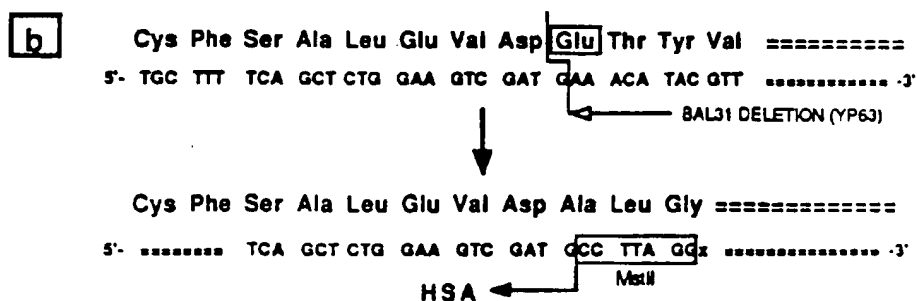 b
Cys Phe Ser Ala Leu Glu Val Asp Glu Thr Tyr Val ==========
5'- TGC TTT TCA GCT CTG GAA GTC GAT GAA ACA TAC GTT ------------ -3'
BAL31 DELETION (YP63)
Cys Phe Ser Ala Leu Glu Val Asp Ala Leu Gly =============
5'- -------- TCA GCT CTG GAA GTC GAT GCC TTA GGx --------------- -3'
MstII
HSA